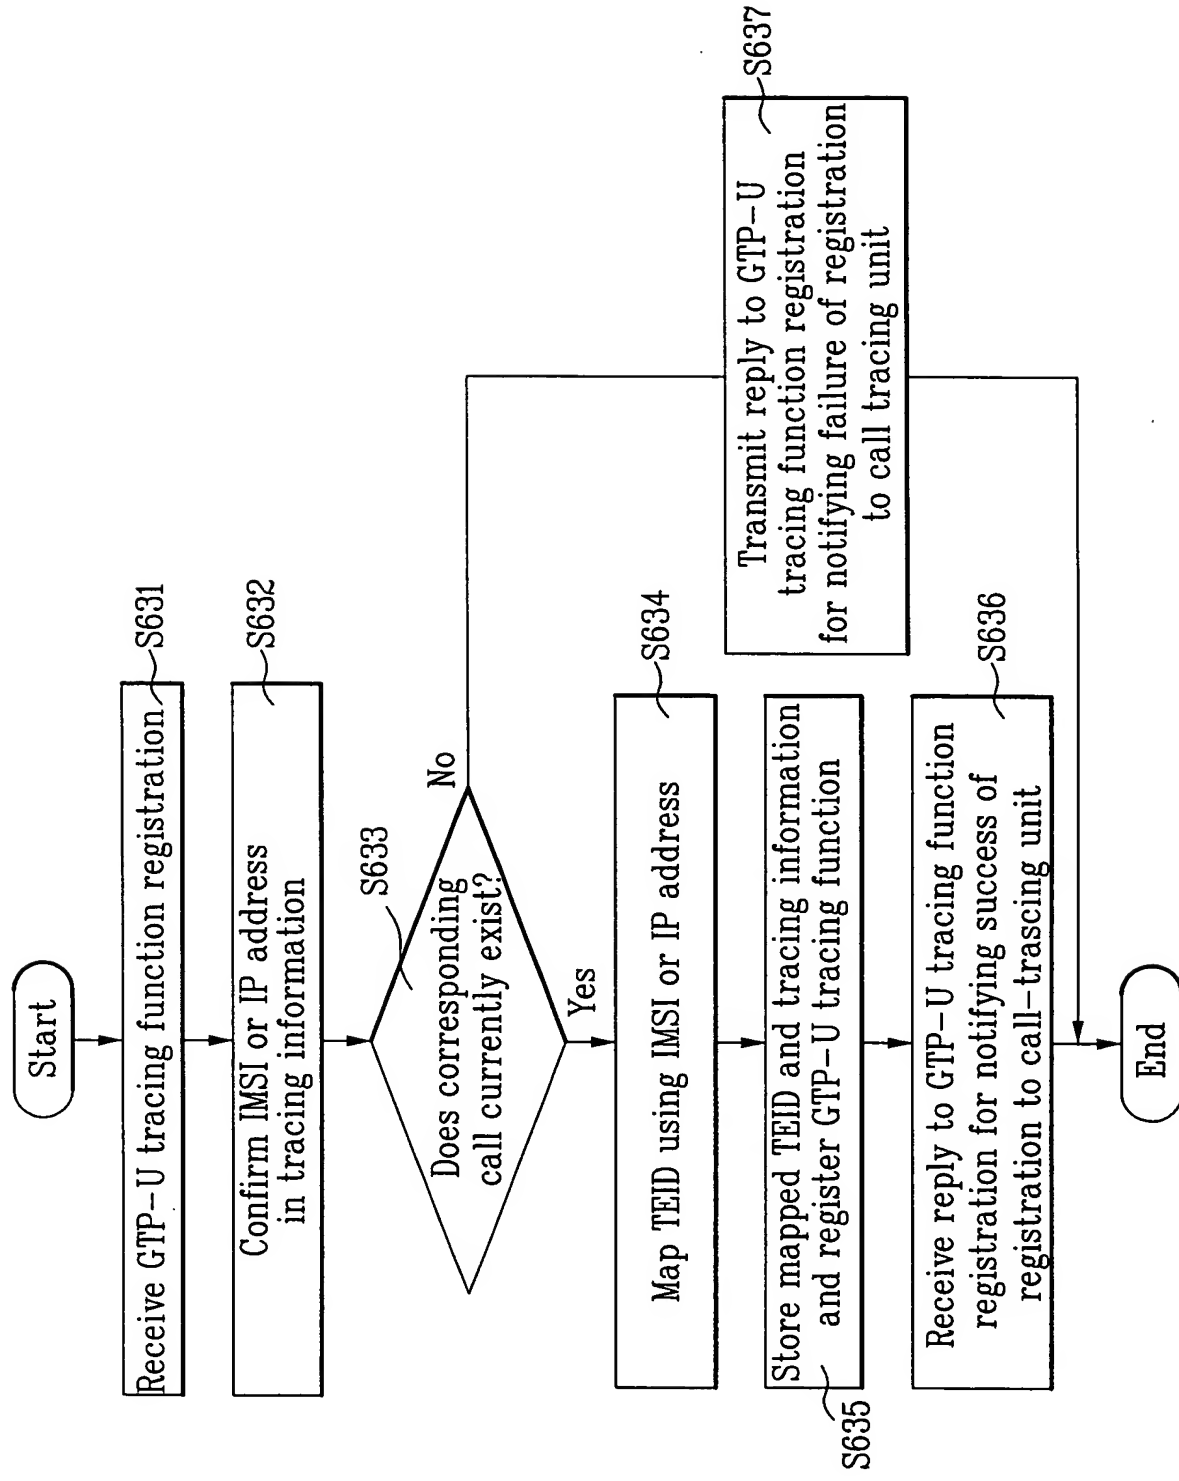 Start
Receive GTP-U tracing function registration
S631
Confirm IMSI or IP address
in tracing information
S632
Does corresponding
call currently exist?
S633
No
Yes
Map TEID using IMSI or IP address
S634
Store mapped TEID and tracing information
and register GTP-U tracing function
S635
Receive reply to GTP-U tracing function
registration for notifying success of
registration to call-trascing unit
S636
Transmit reply to GTP-U
tracing function registration
for notifying failure of registration
to call tracing unit
S637
End